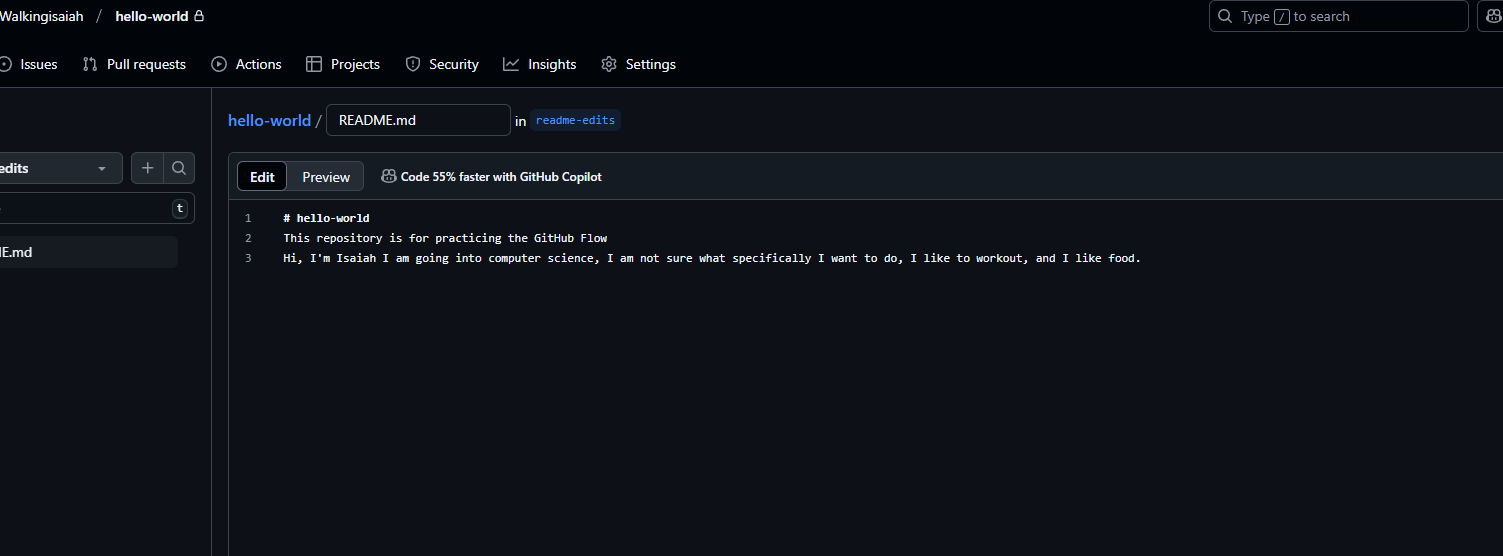 Walkingisaiah / hello-world
Type / to search
Issues Pull requests Actions Projects Security Insights Settings
hello-world / README.md in readme-edits
edits
t
E.md
Edit Preview Code 55% faster with GitHub Copilot
1 # hello-world
2 This repository is for practicing the GitHub Flow
3 Hi, I'm Isaiah I am going into computer science, I am not sure what specifically I want to do, I like to workout, and I like food.